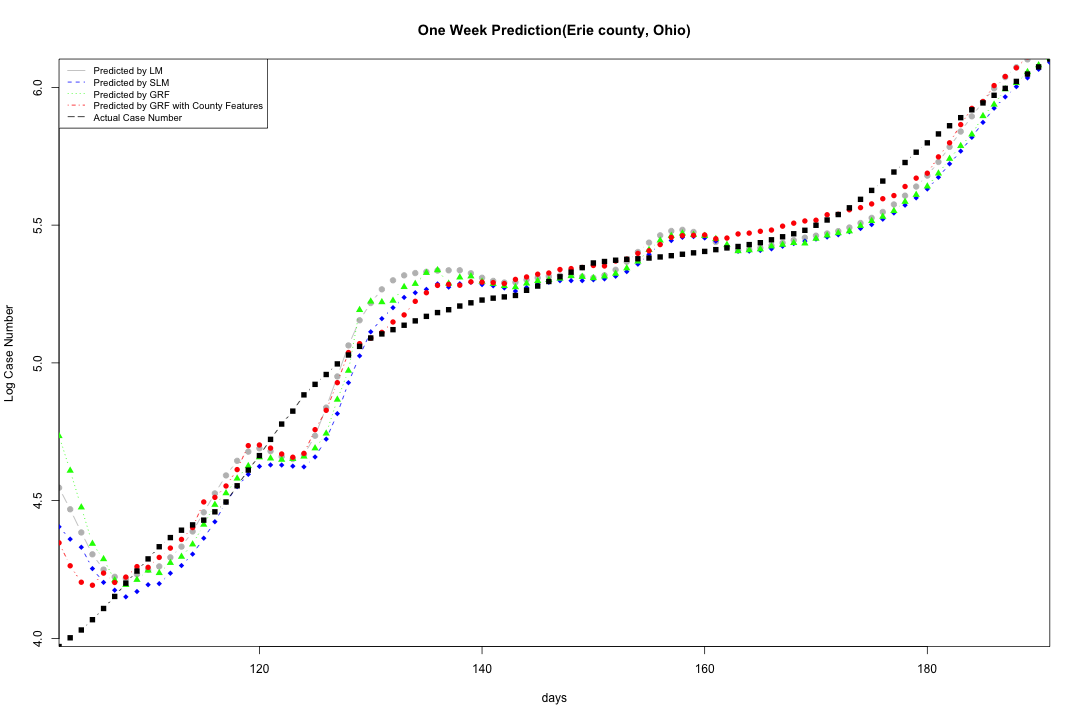 One Week Prediction(Erie county, Ohio)
Predicted by LM
Predicted by SLM
Predicted by GRF
Predicted by GRF with County Features
Actual Case Number
Log Case Number
6.0
5.5
5.0
4.5
4.0
120 140 160 180
days